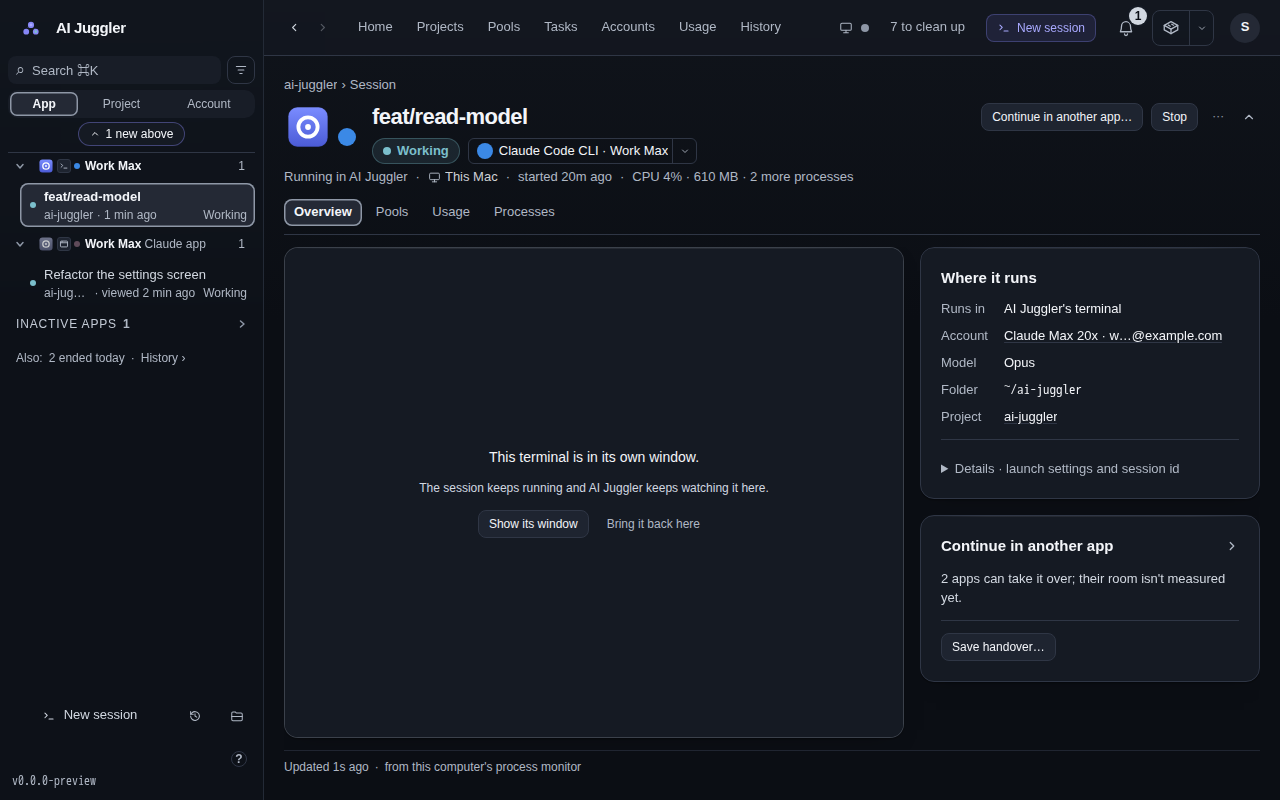 AI Juggler
Home Projects Pools Tasks Accounts Usage History
7 to clean up
New session
1
S
Search ⌘K
App Project Account
1 new above
Work Max 1
feat/read-model
ai-juggler · 1 min ago Working
Work Max Claude app 1
Refactor the settings screen
ai-jug… · viewed 2 min ago Working
INACTIVE APPS 1
Also: 2 ended today · History ›
New session
?
v0.0.0-preview
ai-juggler › Session
feat/read-model
Continue in another app… Stop ···
Working
Claude Code CLI · Work Max
Running in AI Juggler · This Mac · started 20m ago · CPU 4% · 610 MB · 2 more processes
Overview Pools Usage Processes
This terminal is in its own window.
The session keeps running and AI Juggler keeps watching it here.
Show its window Bring it back here
Where it runs
Runs in AI Juggler's terminal
Account Claude Max 20x · w…@example.com
Model Opus
Folder ~/ai-juggler
Project ai-juggler
Details · launch settings and session id
Continue in another app
2 apps can take it over; their room isn't measured
yet.
Save handover…
Updated 1s ago · from this computer's process monitor